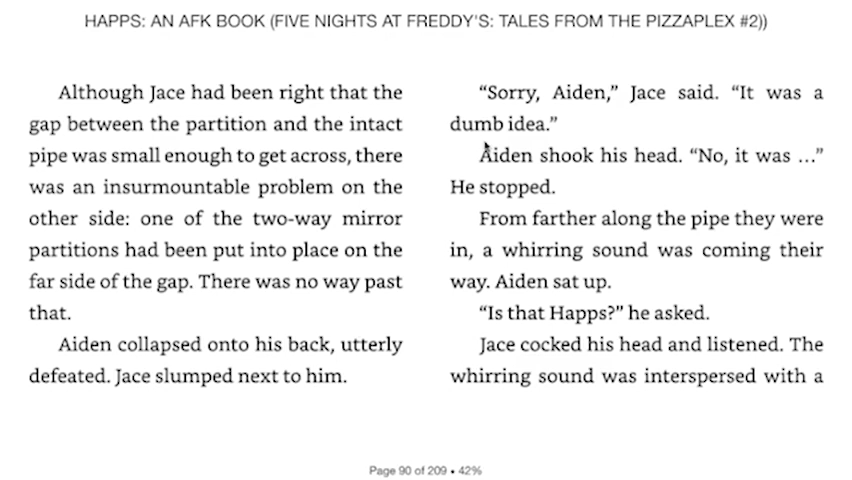 HAPPS: AN AFK BOOK (FIVE NIGHTS AT FREDDY'S: TALES FROM THE PIZZAPLEX #2))
Although Jace had been right that the
gap between the partition and the intact
pipe was small enough to get across, there
was an insurmountable problem on the
other side: one of the two-way mirror
partitions had been put into place on the
far side of the gap. There was no way past
that.
Aiden collapsed onto his back, utterly
defeated. Jace slumped next to him.
“Sorry, Aiden,” Jace said. “It was a
dumb idea.”
Aiden shook his head. “No, it was …”
He stopped.
From farther along the pipe they were
in, a whirring sound was coming their
way. Aiden sat up.
“Is that Happs?” he asked.
Jace cocked his head and listened. The
whirring sound was interspersed with a
Page 90 of 209 • 42%